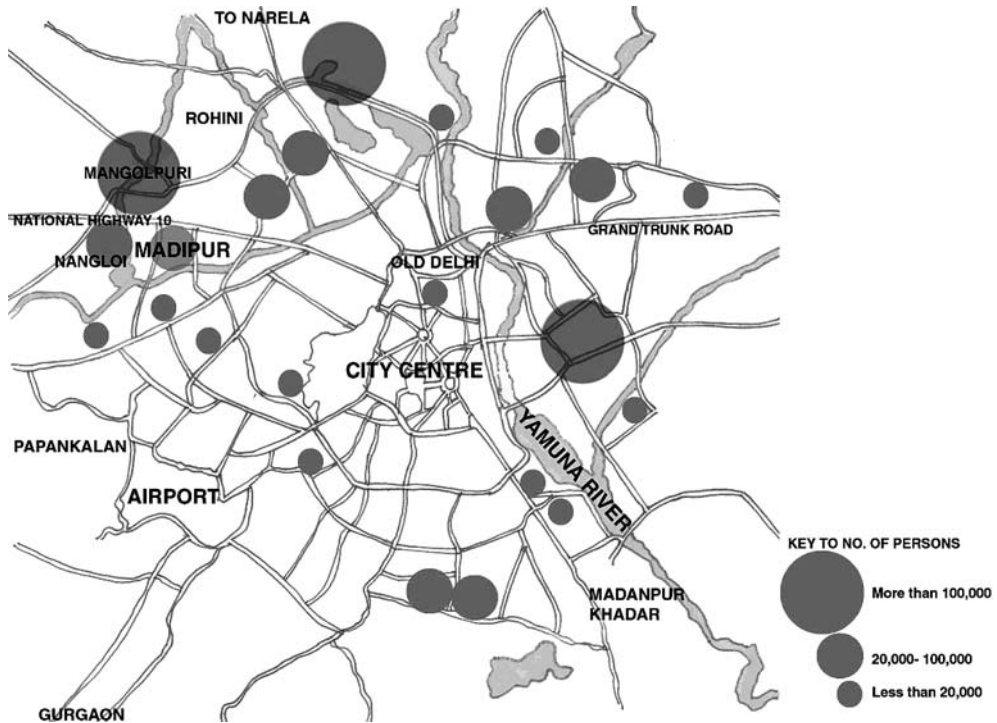 TO NARELA
ROHINI
MANGOLPURI
NATIONAL HIGHWAY 10
GRAND TRUNK ROAD
MADIPUR
NANGLOI
OLD DELHI
CITY CENTRE
YAMUNA RIVER
PAPANKALAN
AIRPORT
KEY TO NO. OF PERSONS
MADANPUR
KHADAR
More than 100,000
20,000- 100,000
Less than 20,000
GURGAON